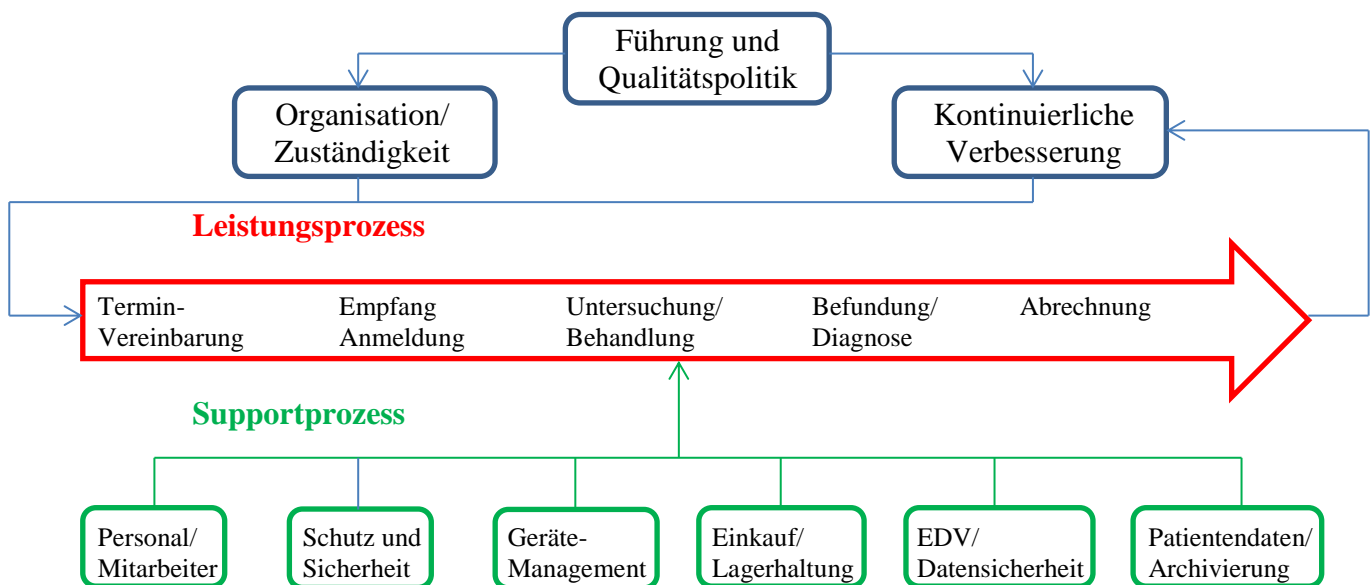 Führung und
Qualitätspolitik
Organisation/
Zuständigkeit
Kontinuierliche
Verbesserung
Leistungsprozess
Termin-
Vereinbarung
Empfang
Anmeldung
Untersuchung/
Behandlung
Befundung/
Diagnose
Abrechnung
Supportprozess
Personal/
Mitarbeiter
Schutz und
Sicherheit
Geräte-
Management
Einkauf/
Lagerhaltung
EDV/
Datensicherheit
Patientendaten/
Archivierung